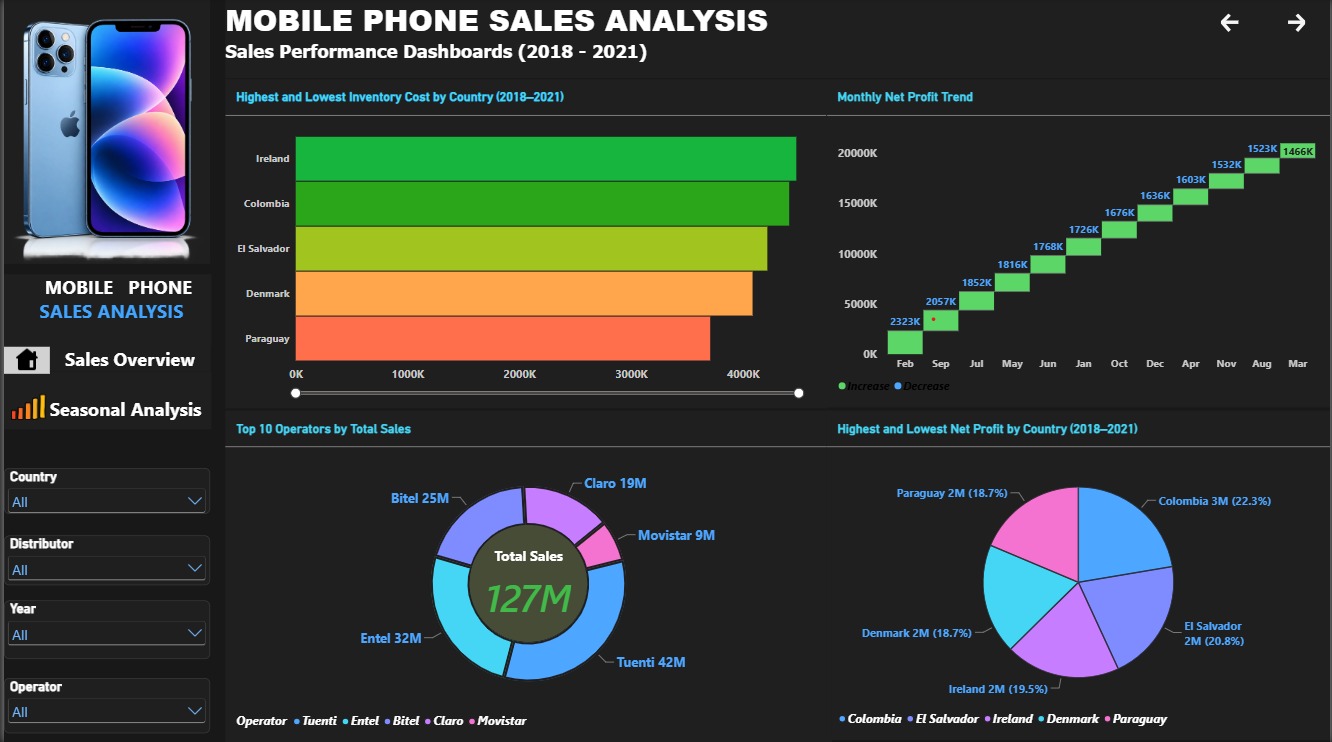 MOBILE PHONE SALES ANALYSIS
Sales Performance Dashboards (2018 - 2021)
MOBILE PHONE
SALES ANALYSIS
Sales Overview
Seasonal Analysis
Country
All
Distributor
All
Year
All
Operator
All
Highest and Lowest Inventory Cost by Country (2018–2021)
Ireland
Colombia
El Salvador
Denmark
Paraguay
0K 1000K 2000K 3000K 4000K
Monthly Net Profit Trend
20000K
15000K
10000K
5000K
0K
2323K 2057K 1852K 1816K 1768K 1726K 1676K 1636K 1603K 1532K 1523K 1466K
Feb Sep Jul May Jun Jan Oct Dec Apr Nov Aug Mar
Increase Decrease
Top 10 Operators by Total Sales
Claro 19M
Bitel 25M
Movistar 9M
Total Sales
127M
Entel 32M
Tuenti 42M
Operator Tuenti Entel Bitel Claro Movistar
Highest and Lowest Net Profit by Country (2018–2021)
Paraguay 2M (18.7%)
Colombia 3M (22.3%)
El Salvador
2M (20.8%)
Denmark 2M (18.7%)
Ireland 2M (19.5%)
Colombia El Salvador Ireland Denmark Paraguay